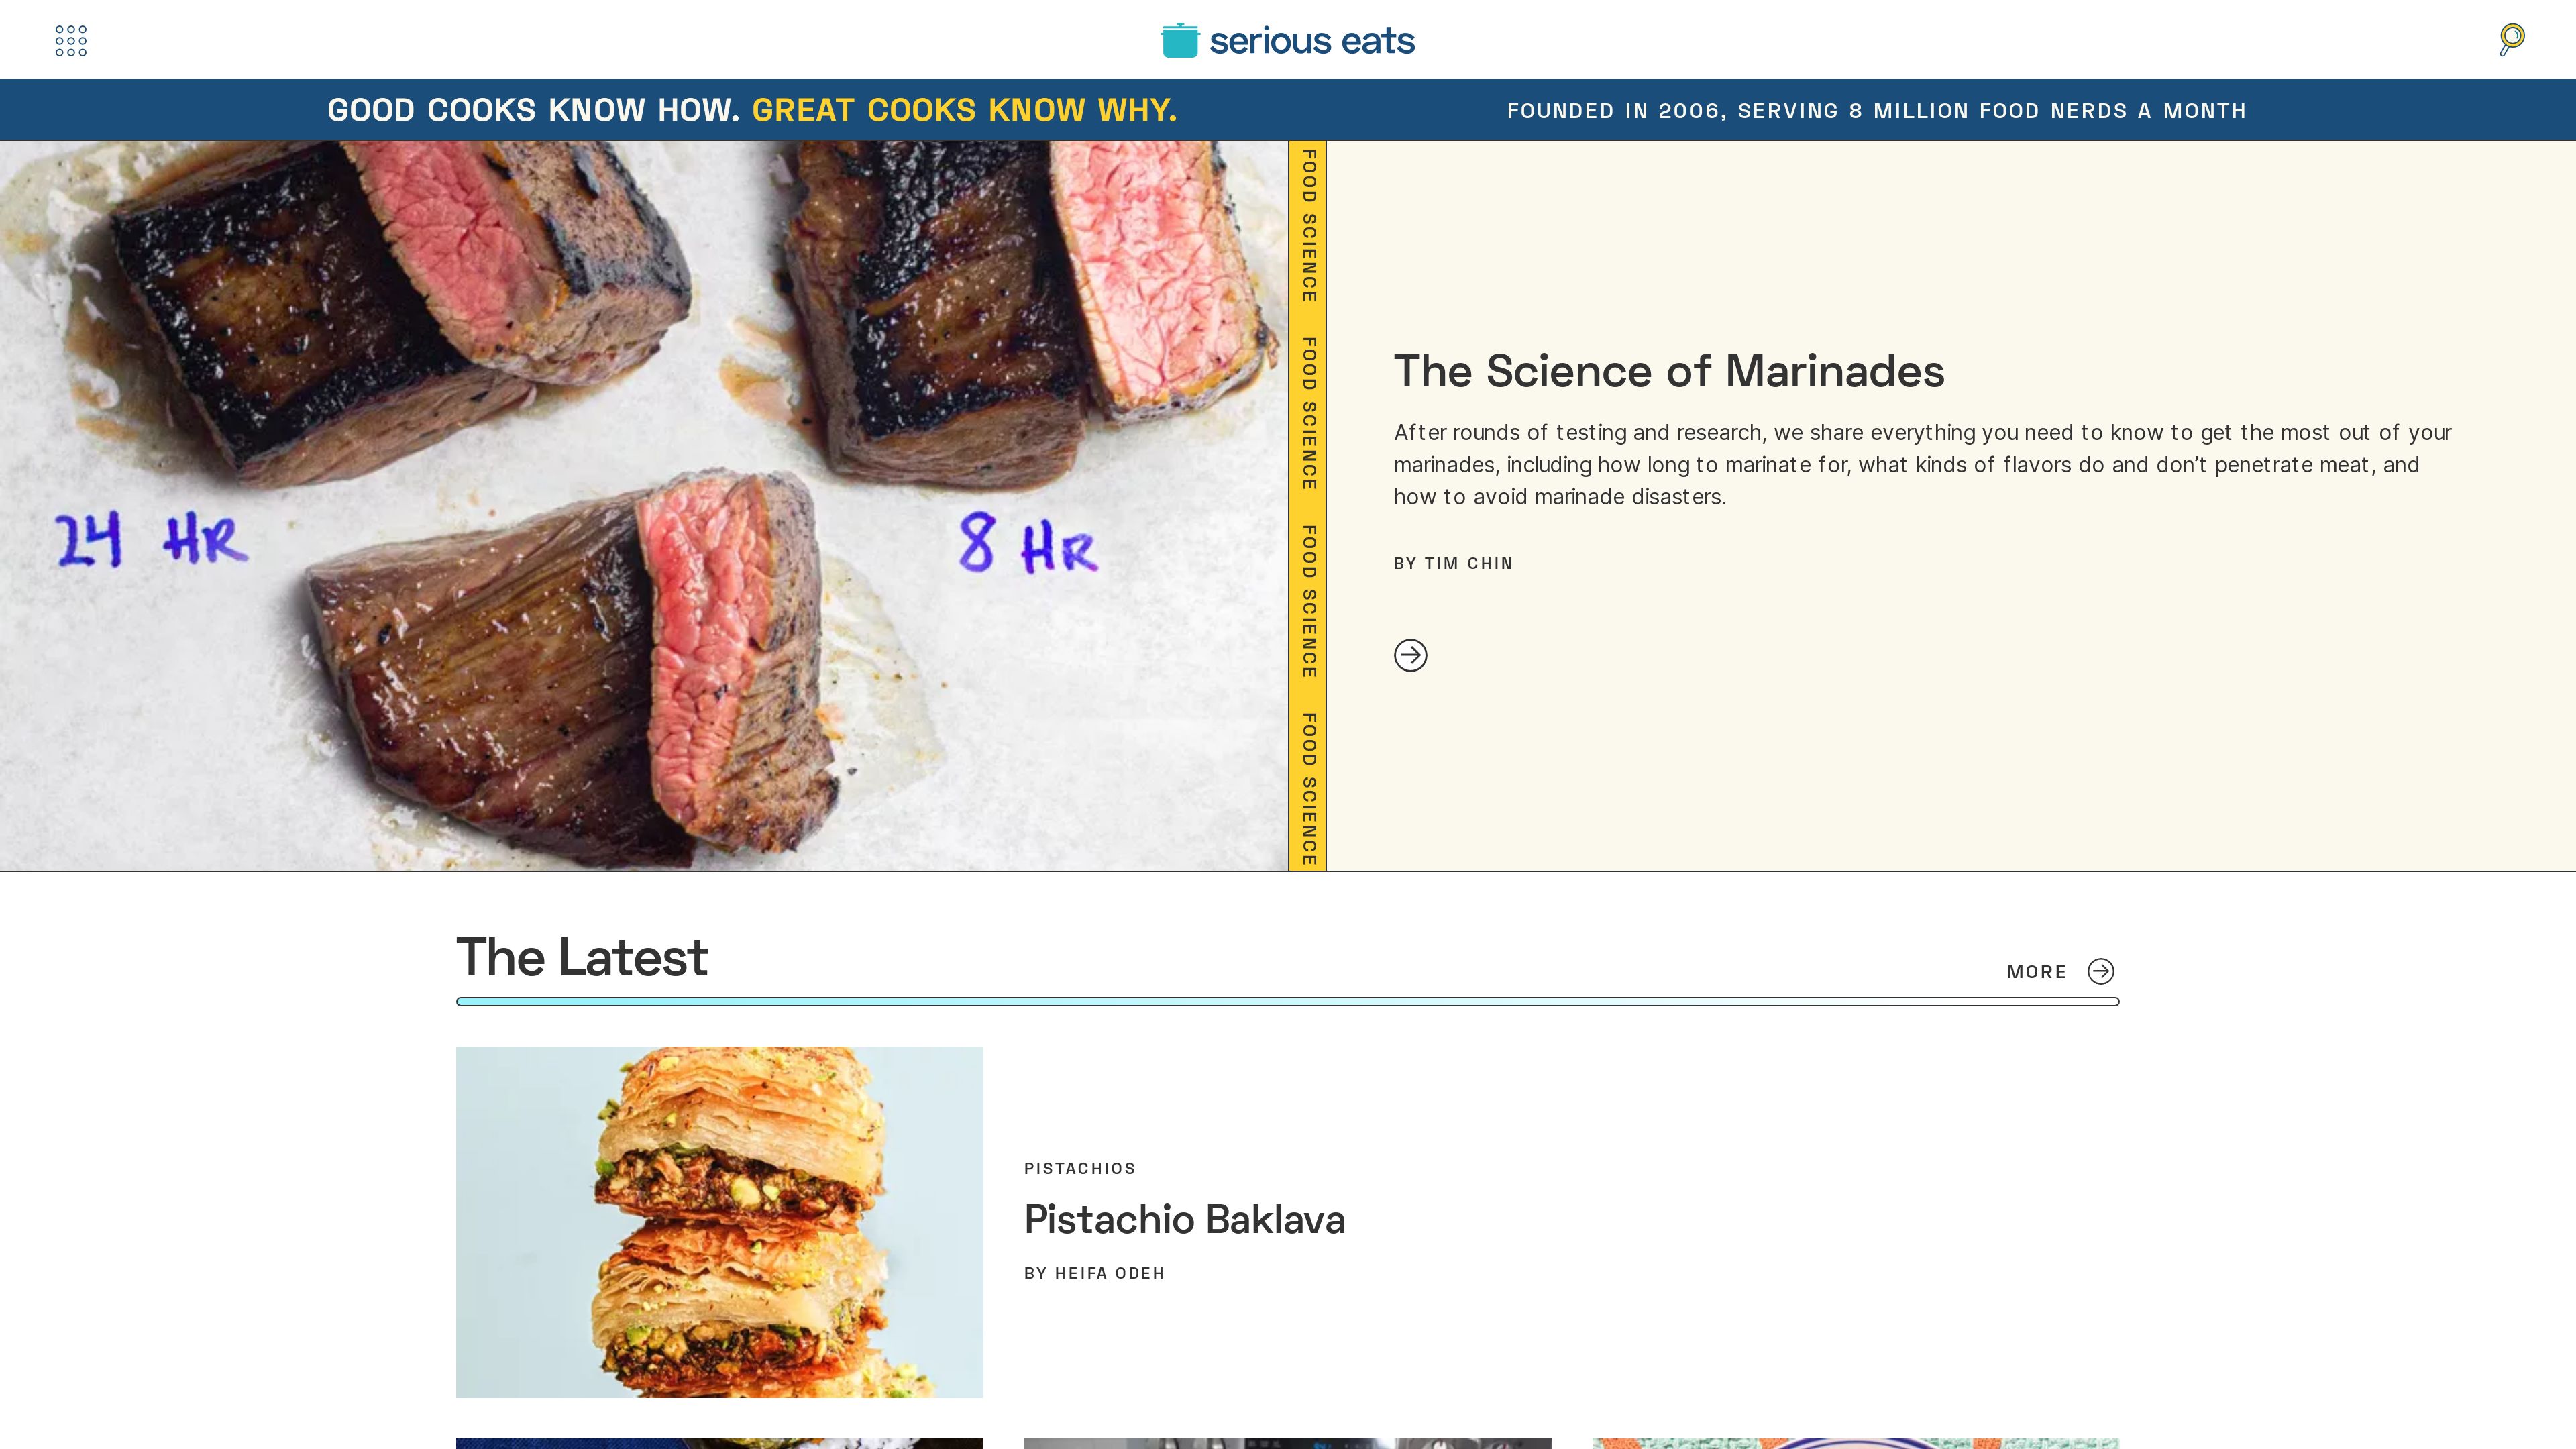 serious eats
GOOD COOKS KNOW HOW. GREAT COOKS KNOW WHY.
FOUNDED IN 2006, SERVING 8 MILLION FOOD NERDS A MONTH
24 HR
8 HR
FOOD SCIENCE
FOOD SCIENCE
FOOD SCIENCE
FOOD SCIENCE
The Science of Marinades
After rounds of testing and research, we share everything you need to know to get the most out of your
marinades, including how long to marinate for, what kinds of flavors do and don’t penetrate meat, and
how to avoid marinade disasters.
BY TIM CHIN
The Latest
MORE
PISTACHIOS
Pistachio Baklava
BY HEIFA ODEH